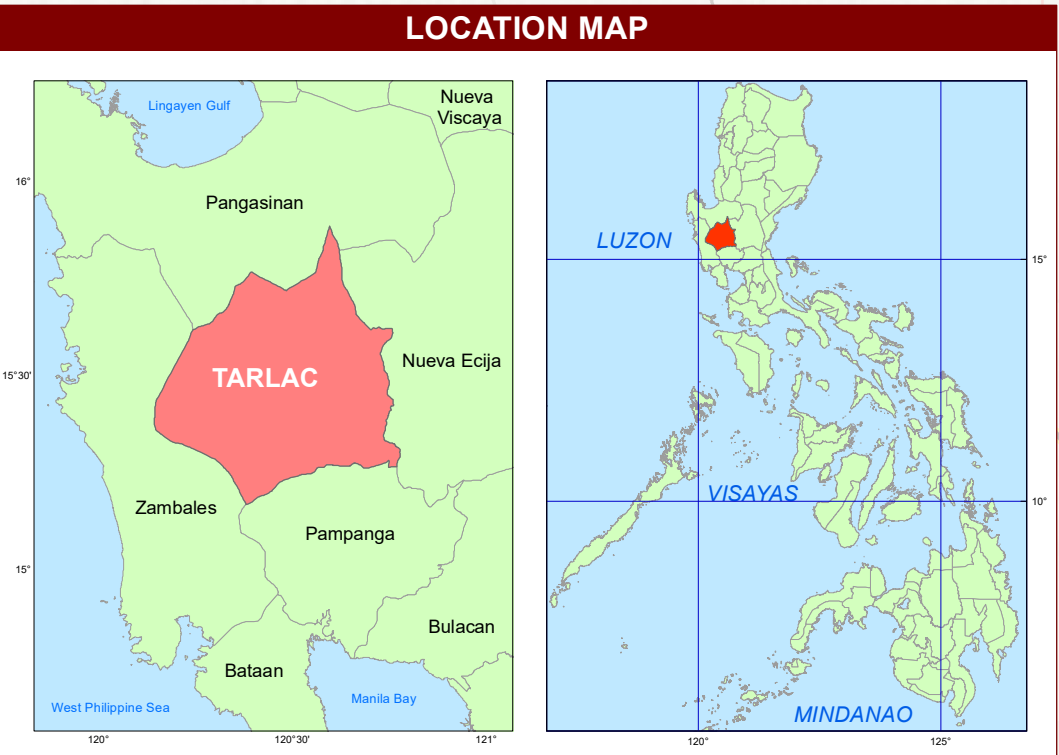 LOCATION MAP
Lingayen Gulf
Nueva
Viscaya
16°
Pangasinan
LUZON
15°
TARLAC
Nueva Ecija
15°30'
VISAYAS
10°
Zambales
Pampanga
15°
Bulacan
Bataan
Manila Bay
West Philippine Sea
MINDANAO
120°
120°30'
121°
120°
125°